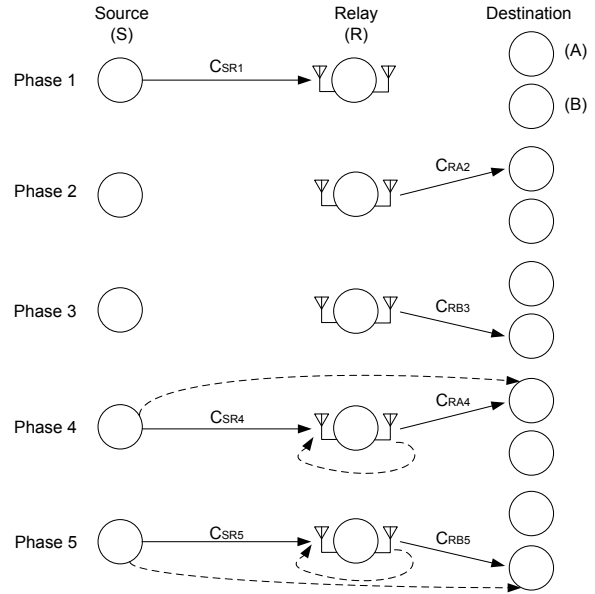 Source Relay Destination
(S) (R)
(A)
Phase 1 CSR1
(B)
Phase 2 CRA2
Phase 3 CRB3
Phase 4 CSR4 CRA4
Phase 5 CSR5 CRB5